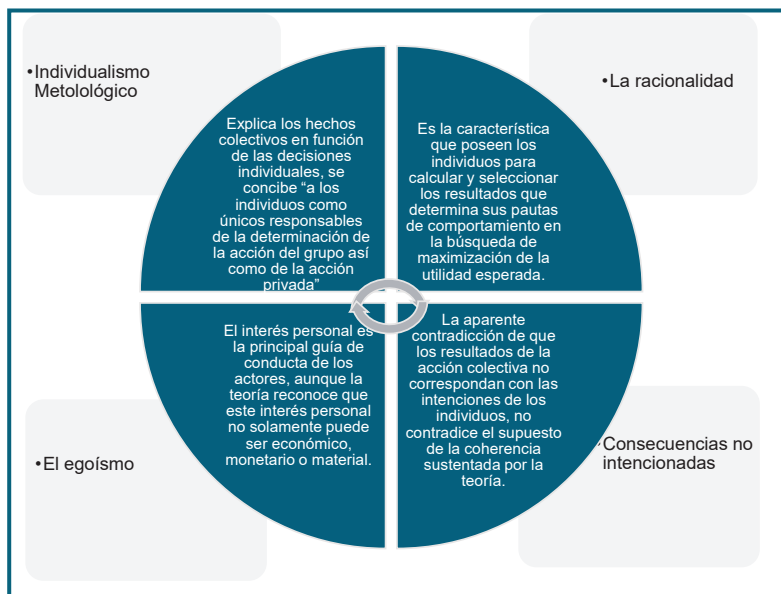 •Individualismo
Metolológico
Explica los hechos
colectivos en función
de las decisiones
individuales, se
concibe “a los
individuos como
únicos responsables
de la determinación de
la acción del grupo así
como de la acción
privada”
•La racionalidad
Es la característica
que poseen los
individuos para
calcular y seleccionar
los resultados que
determina sus pautas
de comportamiento en
la búsqueda de
maximización de la
utilidad esperada.
•El egoísmo
El interés personal es
la principal guía de
conducta de los
actores, aunque la
teoría reconoce que
este interés personal
no solamente puede
ser económico,
monetario o material.
La aparente
contradicción de que
los resultados de la
acción colectiva no
correspondan con las
intenciones de los
individuos, no
contradice el supuesto
de la coherencia
sustentada por la
teoría.
•Consecuencias no
intencionadas